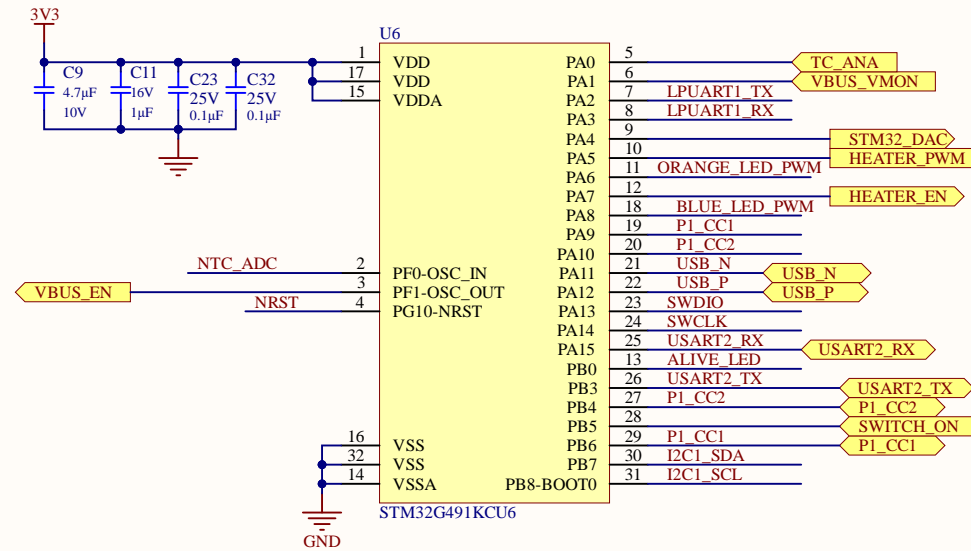 3V3
C9
4.7µF
10V
C11
16V
1µF
C23
25V
0.1µF
C32
25V
0.1µF
U6
1 VDD
17 VDD
15 VDDA
NTC_ADC 2 PF0-OSC_IN
VBUS_EN 3 PF1-OSC_OUT
NRST 4 PG10-NRST
16 VSS
32 VSS
14 VSSA
GND
PA0 5 TC_ANA
PA1 6 VBUS_VMON
PA2 7 LPUART1_TX
PA3 8 LPUART1_RX
PA4 9 STM32_DAC
PA5 10 HEATER_PWM
PA6 11 ORANGE_LED_PWM
PA7 12 HEATER_EN
PA8 18 BLUE_LED_PWM
PA9 19 P1_CC1
PA10 20 P1_CC2
PA11 21 USB_N USB_N
PA12 22 USB_P USB_P
PA13 23 SWDIO
PA14 24 SWCLK
PA15 25 USART2_RX USART2_RX
PB0 13 ALIVE_LED
PB3 26 USART2_TX USART2_TX
PB4 27 P1_CC2 P1_CC2
PB5 28 SWITCH_ON
PB6 29 P1_CC1 P1_CC1
PB7 30 I2C1_SDA
PB8-BOOT0 31 I2C1_SCL
STM32G491KCU6